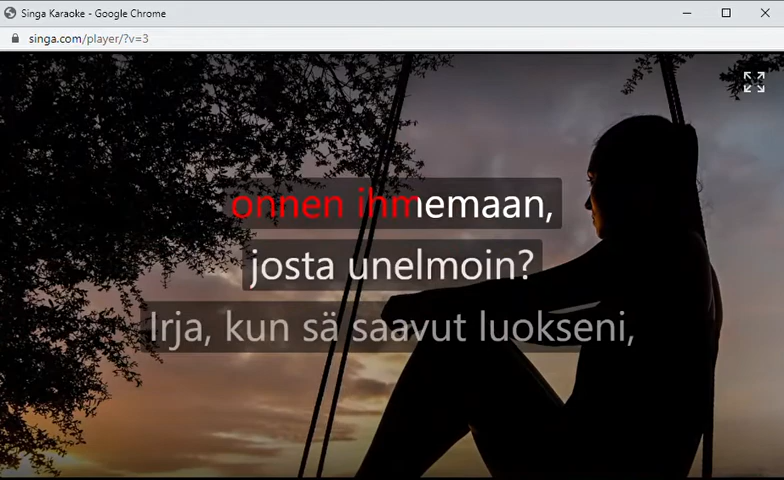 Singa Karaoke - Google Chrome
singa.com/player/?v=3
onnen ihmemaan,
josta unelmoin?
Irja, kun sä saavut luokseni,